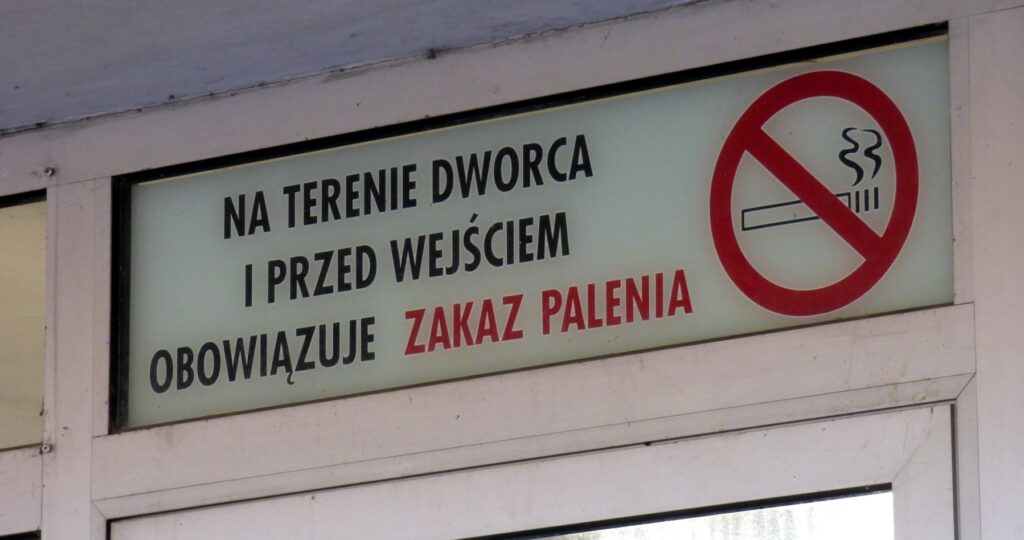 NA TERENIE DWORCA
I PRZED WEJŚCIEM
OBOWIĄZUJE ZAKAZ PALENIA